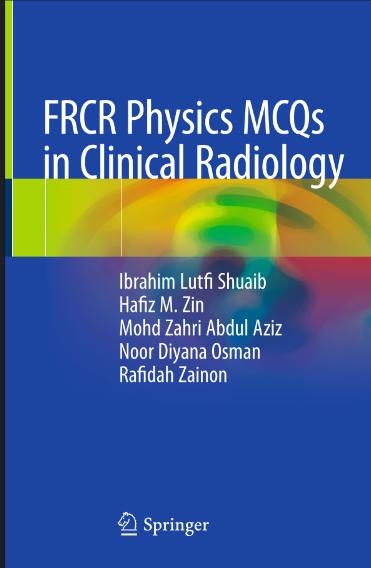 FRCR Physics MCQs
in Clinical Radiology
Ibrahim Lutfi Shuaib
Hafiz M. Zin
Mohd Zahri Abdul Aziz
Noor Diyana Osman
Rafidah Zainon
Springer